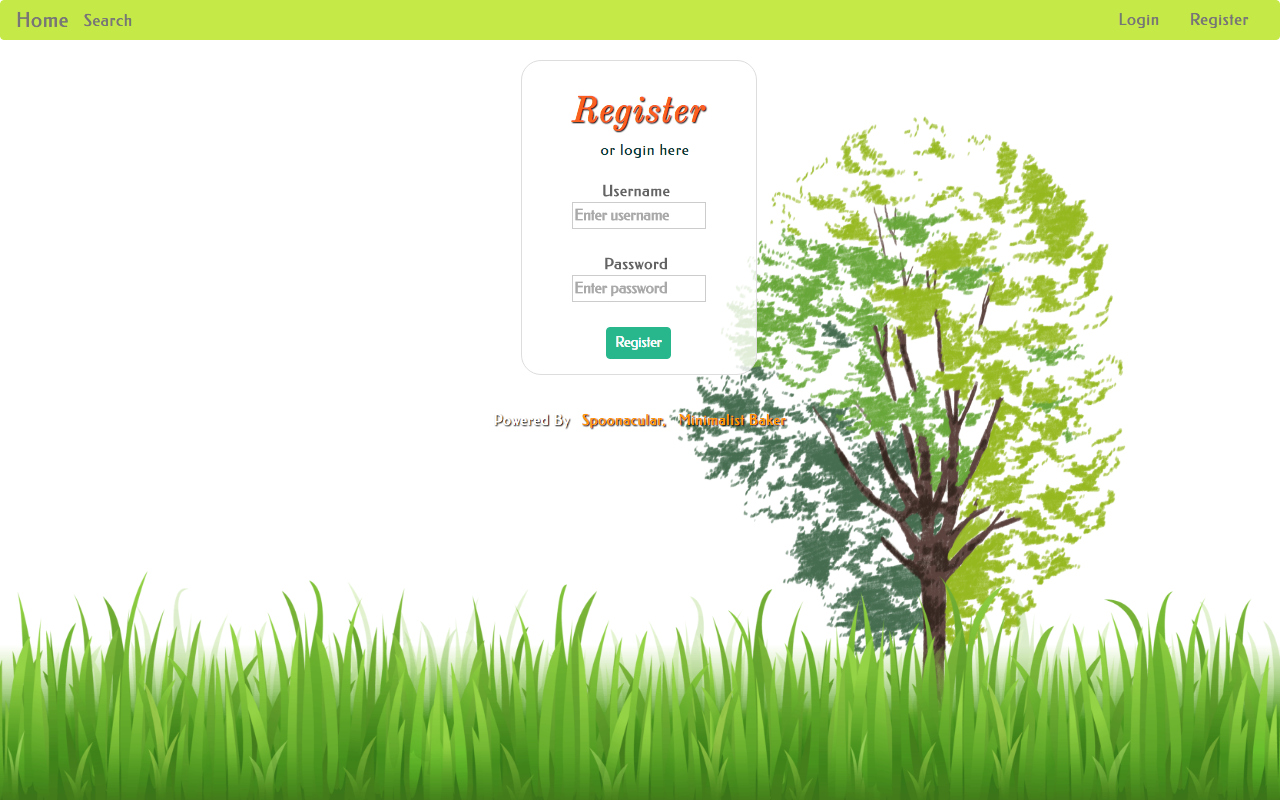 Home Search Login Register
Register
or login here
Username
Enter username
Password
Enter password
Register
Powered By Spoonacular, Minimalist Baker